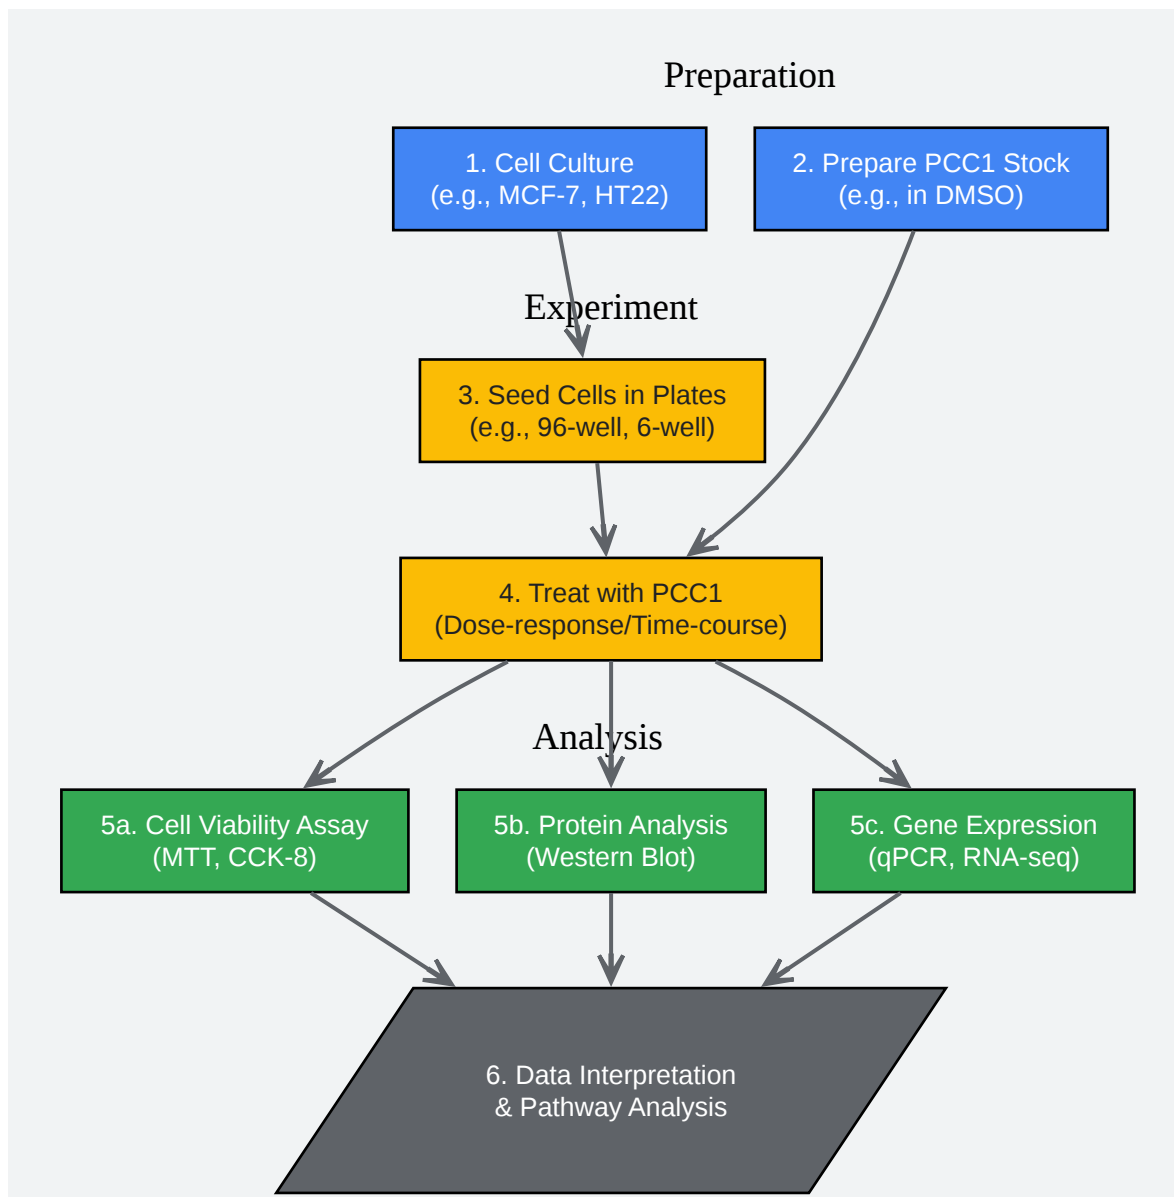 Preparation
1. Cell Culture
(e.g., MCF-7, HT22)
2. Prepare PCC1 Stock
(e.g., in DMSO)
Experiment
3. Seed Cells in Plates
(e.g., 96-well, 6-well)
4. Treat with PCC1
(Dose-response/Time-course)
Analysis
5a. Cell Viability Assay
(MTT, CCK-8)
5b. Protein Analysis
(Western Blot)
5c. Gene Expression
(qPCR, RNA-seq)
6. Data Interpretation
& Pathway Analysis